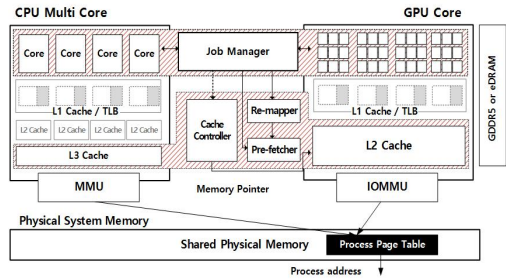 CPU Multi Core
GPU Core
Core
Core
Core
Core
Job Manager
L1 Cache / TLB
L1 Cache / TLB
L2 Cache
L2 Cache
L2 Cache
L2 Cache
L3 Cache
Cache
Controller
Re-mapper
Pre-fetcher
L2 Cache
GDDR5 or eDRAM
MMU
Memory Pointer
IOMMU
Physical System Memory
Shared Physical Memory
Process Page Table
Process address